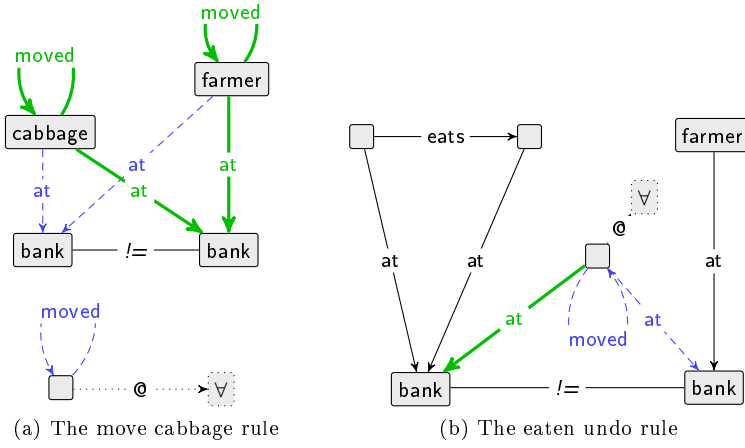 moved
moved
farmer
cabbage
at
at
at
at
bank
!=
bank
moved
@
∀
(a) The move cabbage rule
eats
farmer
∀
@
at
at
at
at
at
moved
bank
!=
bank
(b) The eaten undo rule